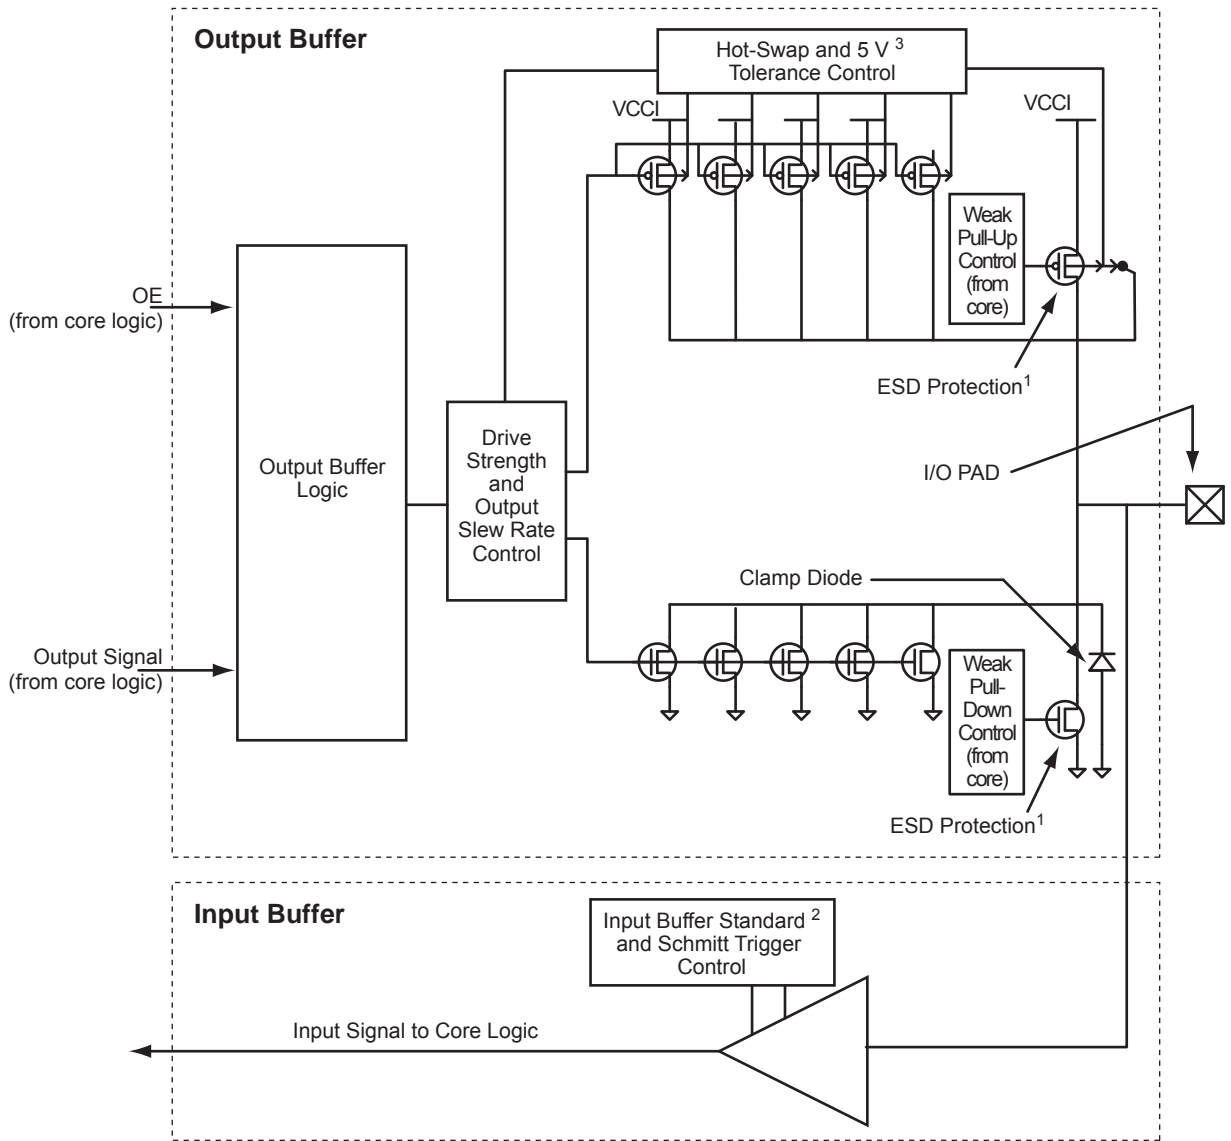 Output Buffer
Hot-Swap and 5 V 3
Tolerance Control
VCCI
VCCI
Weak
Pull-Up
Control
(from
core)
OE
(from core logic)
ESD Protection1
Drive
Strength
and
Output
Slew Rate
Control
Output Buffer
Logic
I/O PAD
Clamp Diode
Output Signal
(from core logic)
Weak
Pull-
Down
Control
(from
core)
ESD Protection1
Input Buffer
Input Buffer Standard 2
and Schmitt Trigger
Control
Input Signal to Core Logic